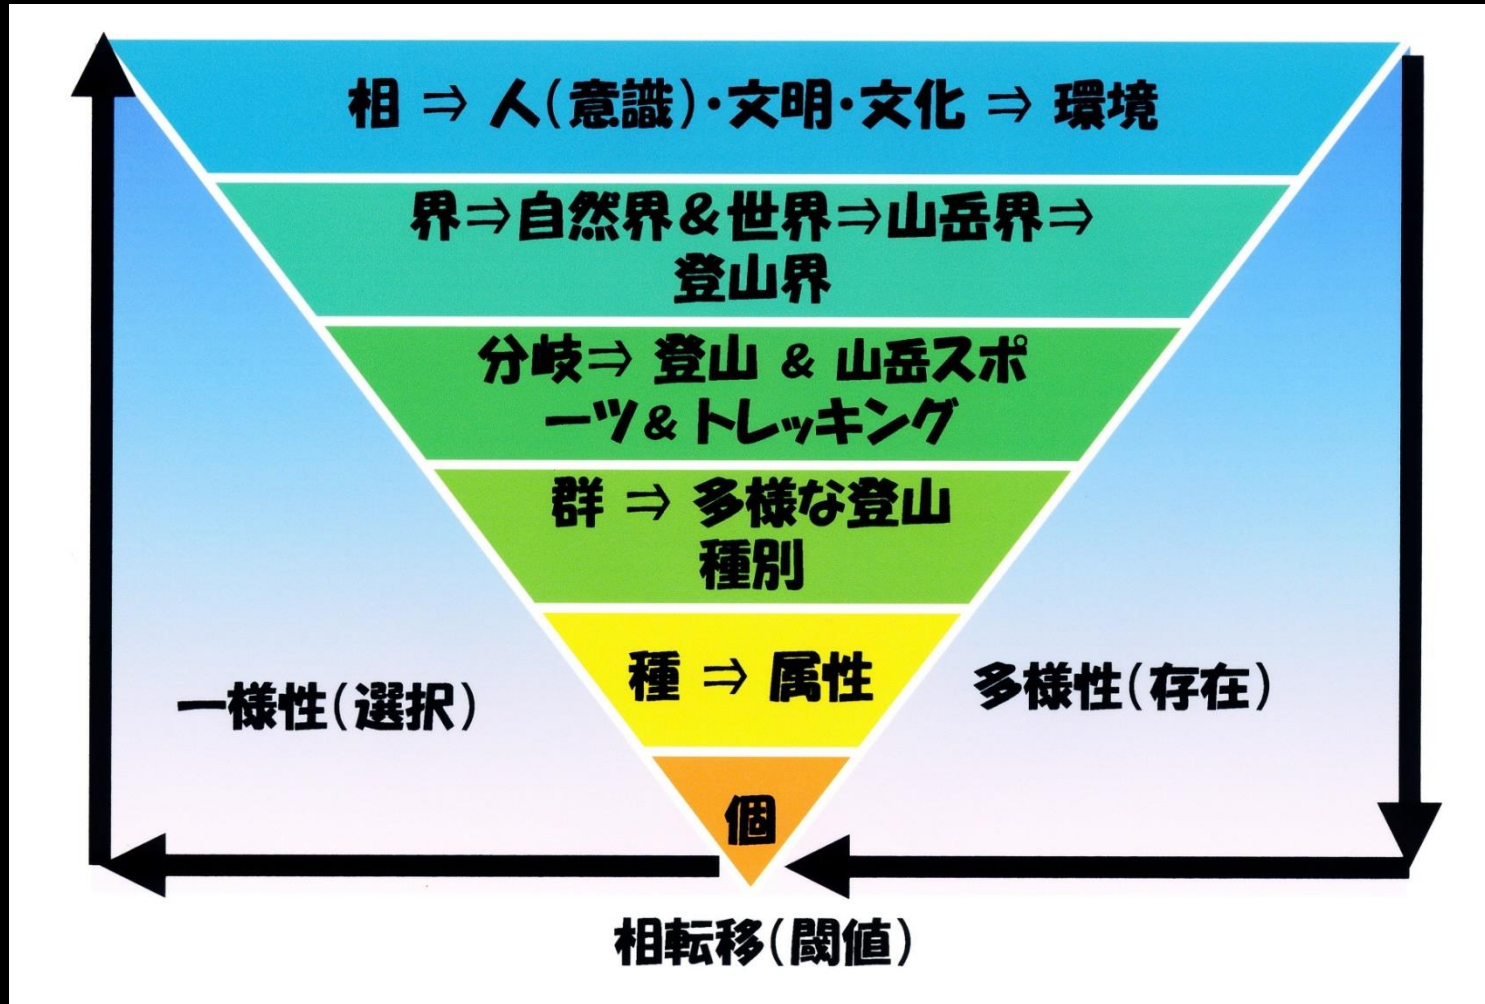 相 ⇒ 人(意識)・文明・文化 ⇒ 環境
界⇒自然界&世界⇒山岳界⇒
登山界
分岐⇒ 登山 & 山岳スポ
ーツ&トレッキング
群 ⇒ 多様な登山
種別
種 ⇒ 属性
一様性(選択)
多様性(存在)
個
相転移(閾値)